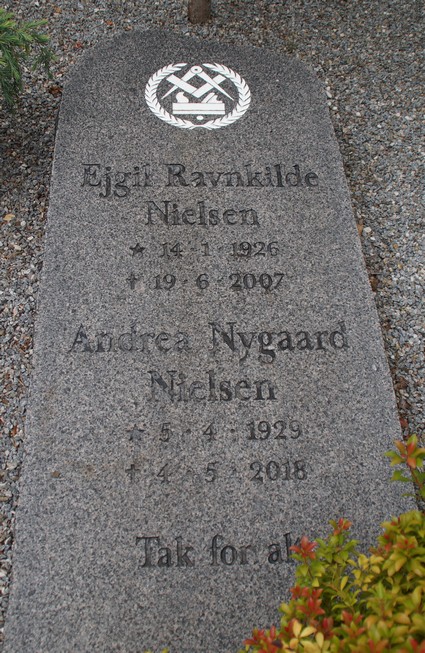 Ejgil Ravnkilde
Nielsen
★ 14 · 1 · 1926
† 19 · 6 · 2007
Andrea Nygaard
Nielsen
★ 5 · 4 · 1929
† 4 · 5 · 2018
Tak for alt